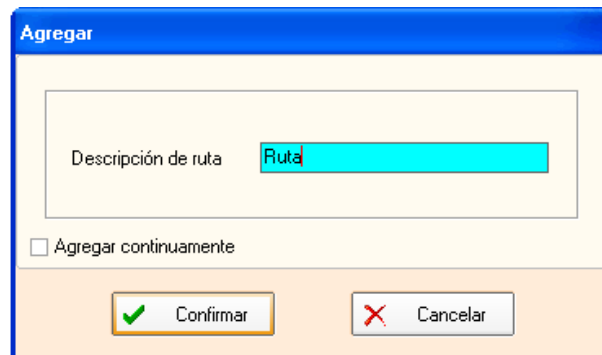 Agregar
Descripción de ruta Ruta
Agregar continuamente
Confirmar Cancelar